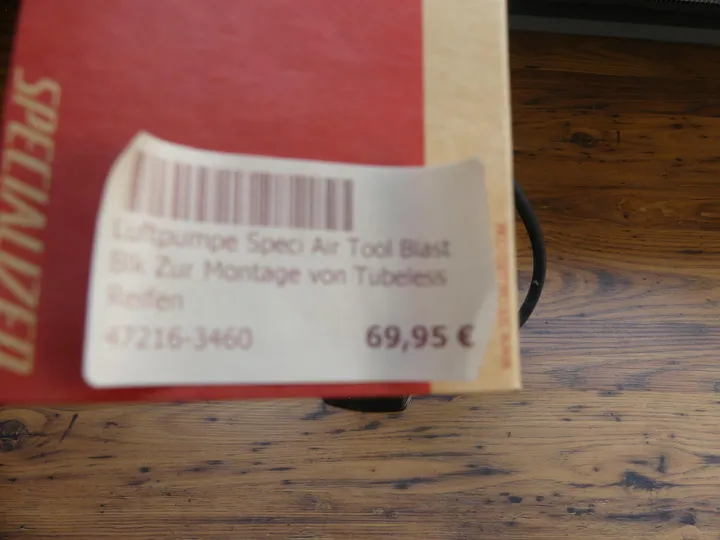 SPECIALIZED
Luftpumpe Speci Air Tool Blast
Blk Zur Montage von Tubeless
Reifen
47216-3460
69,95 €